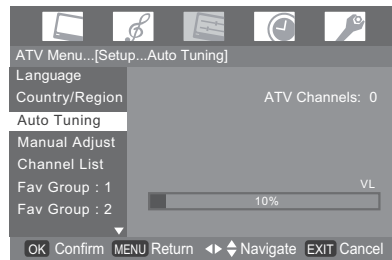 ATV Menu...[Setup...Auto Tuning]
Language
Country/Region
ATV Channels: 0
Auto Tuning
Manual Adjust
Channel List
Fav Group : 1
VL
Fav Group : 2
10%
OK Confirm MENU Return Navigate EXIT Cancel